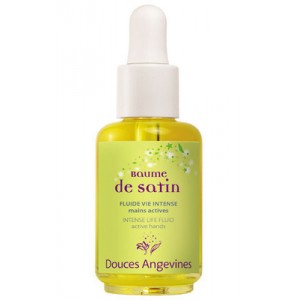 BAUME
de satin
FLUIDE VIE INTENSE
mains actives
INTENSE LIFE FLUID
active hands
Douces Angevines